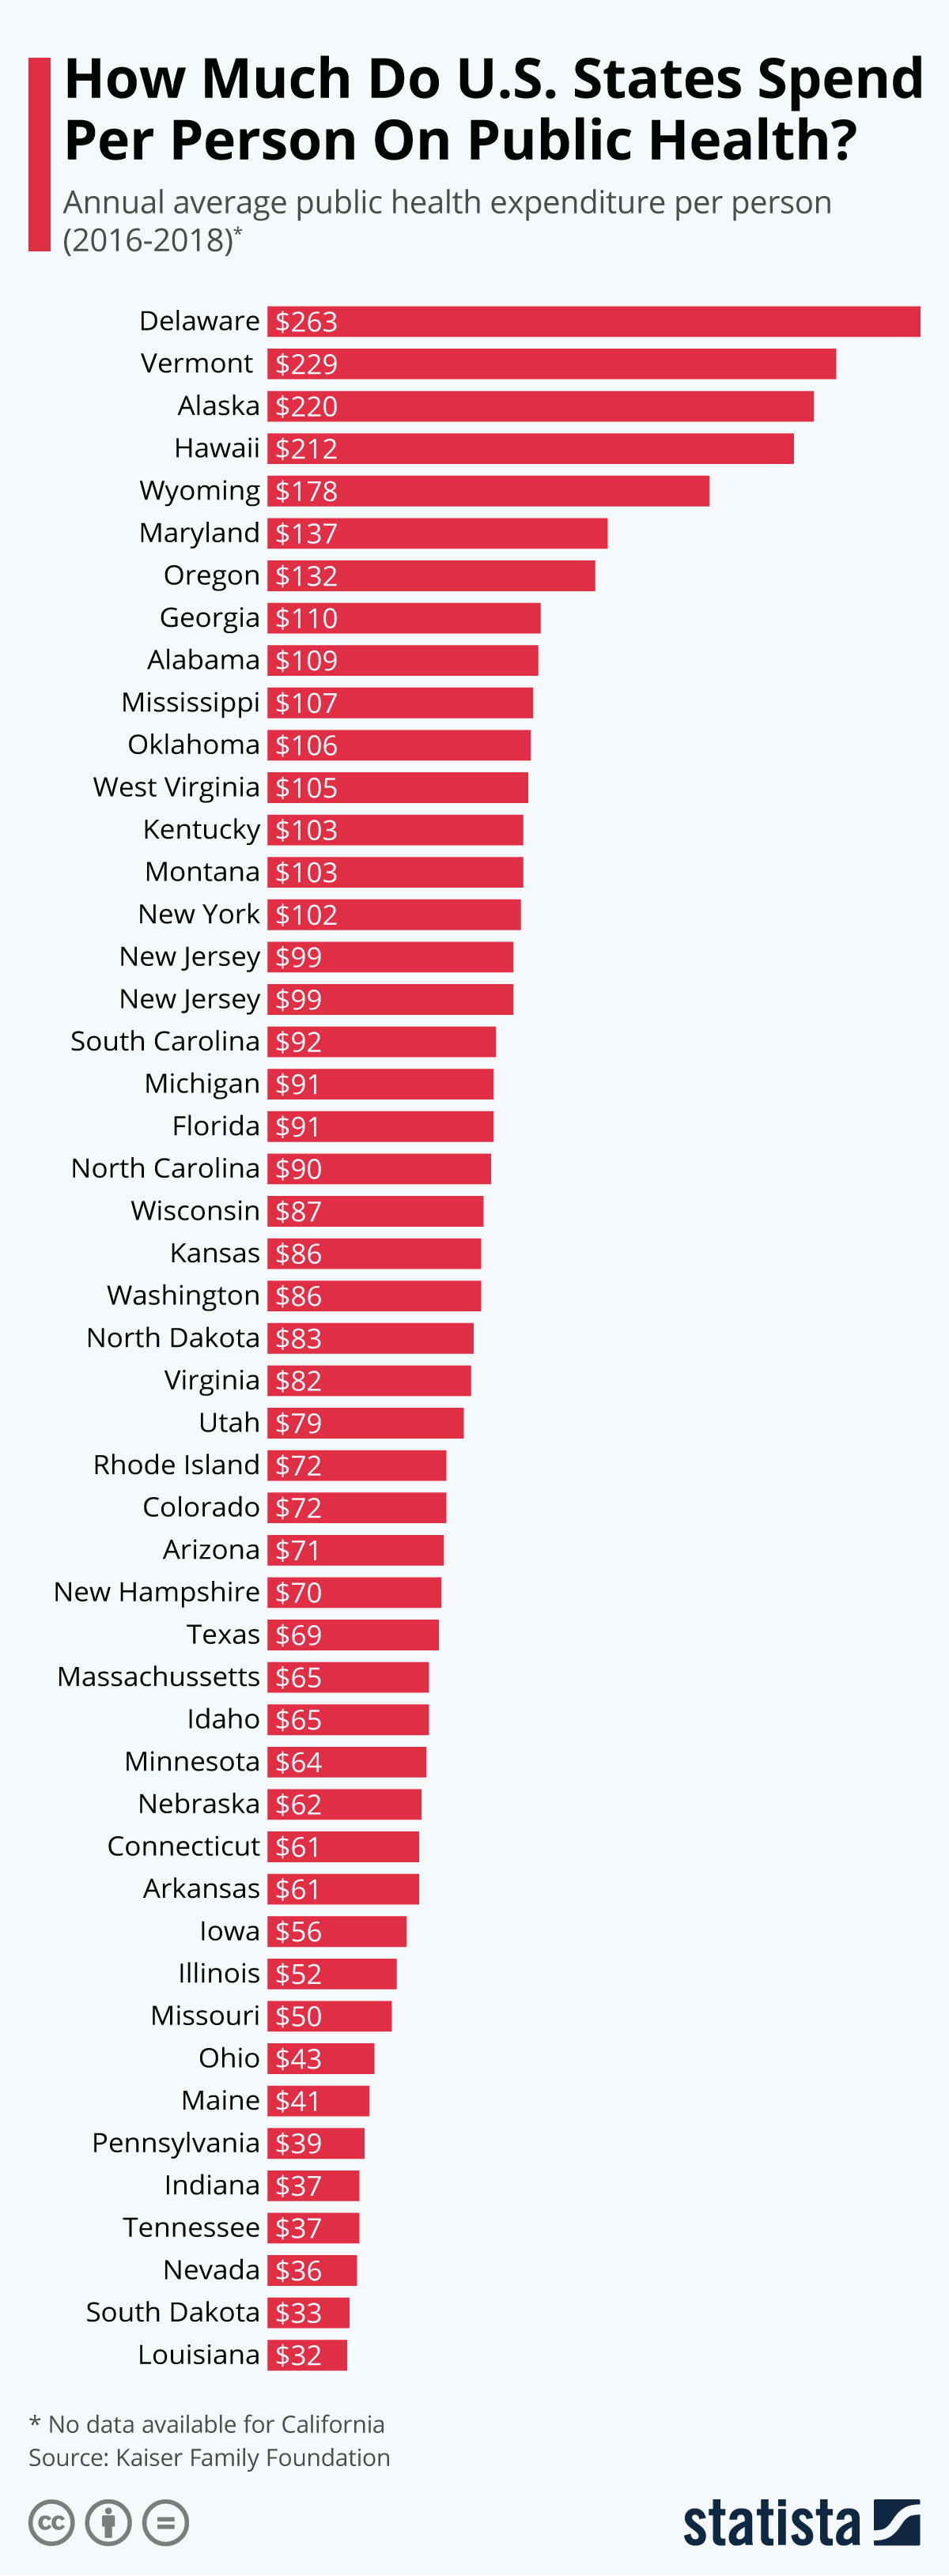 How Much Do U.S. States Spend
Per Person On Public Health?
Annual average public health expenditure per person
(2016-2018)*
Delaware $263
Vermont $229
Alaska $220
Hawaii $212
Wyoming $178
Maryland $137
Oregon $132
Georgia $110
Alabama $109
Mississippi $107
Oklahoma $106
West Virginia $105
Kentucky $103
Montana $103
New York $102
New Jersey $99
New Jersey $99
South Carolina $92
Michigan $91
Florida $91
North Carolina $90
Wisconsin $87
Kansas $86
Washington $86
North Dakota $83
Virginia $82
Utah $79
Rhode Island $72
Colorado $72
Arizona $71
New Hampshire $70
Texas $69
Massachussetts $65
Idaho $65
Minnesota $64
Nebraska $62
Connecticut $61
Arkansas $61
Iowa $56
Illinois $52
Missouri $50
Ohio $43
Maine $41
Pennsylvania $39
Indiana $37
Tennessee $37
Nevada $36
South Dakota $33
Louisiana $32
* No data available for California
Source: Kaiser Family Foundation
cc
statista